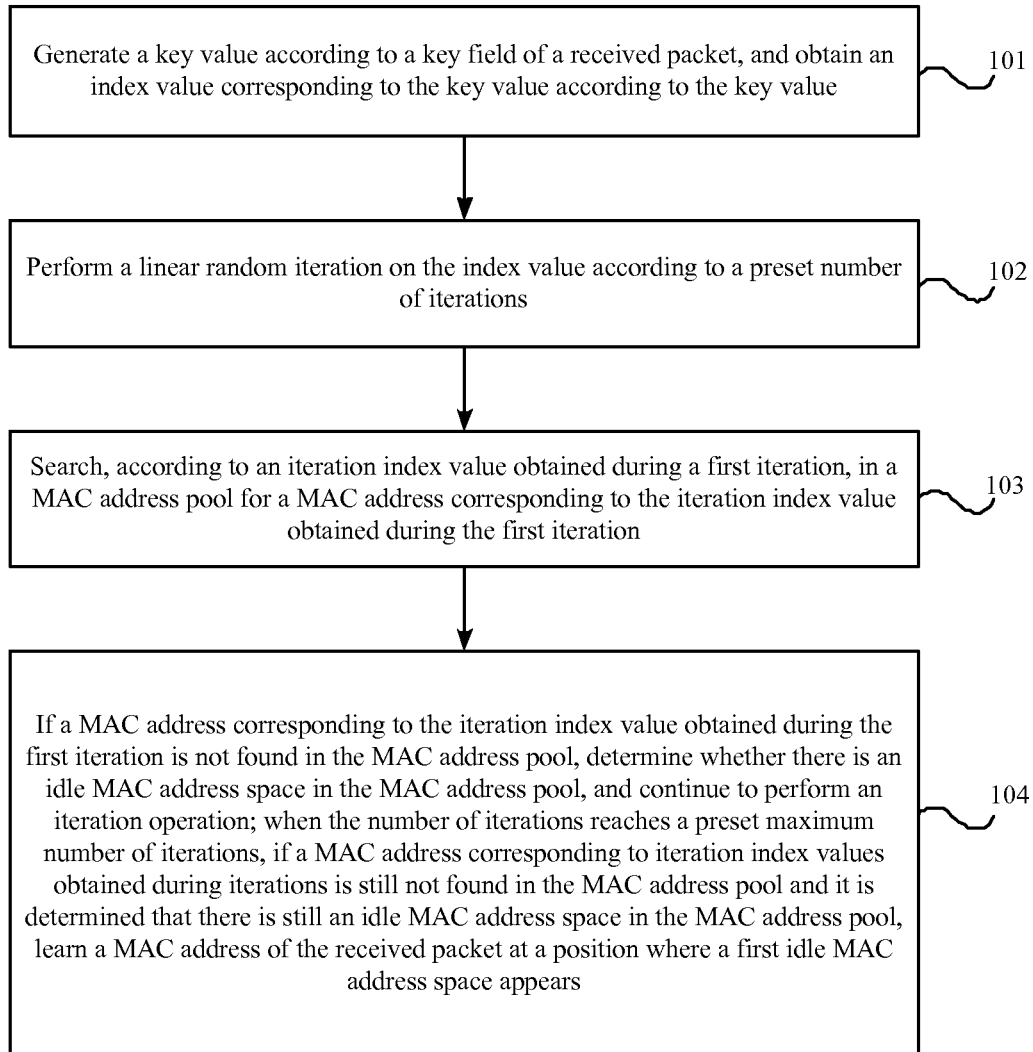 Generate a key value according to a key field of a received packet, and obtain an
index value corresponding to the key value according to the key value
101
Perform a linear random iteration on the index value according to a preset number
of iterations
102
Search, according to an iteration index value obtained during a first iteration, in a
MAC address pool for a MAC address corresponding to the iteration index value
obtained during the first iteration
103
If a MAC address corresponding to the iteration index value obtained during the
first iteration is not found in the MAC address pool, determine whether there is an
idle MAC address space in the MAC address pool, and continue to perform an
iteration operation; when the number of iterations reaches a preset maximum
number of iterations, if a MAC address corresponding to iteration index values
obtained during iterations is still not found in the MAC address pool and it is
determined that there is still an idle MAC address space in the MAC address pool,
learn a MAC address of the received packet at a position where a first idle MAC
address space appears
104